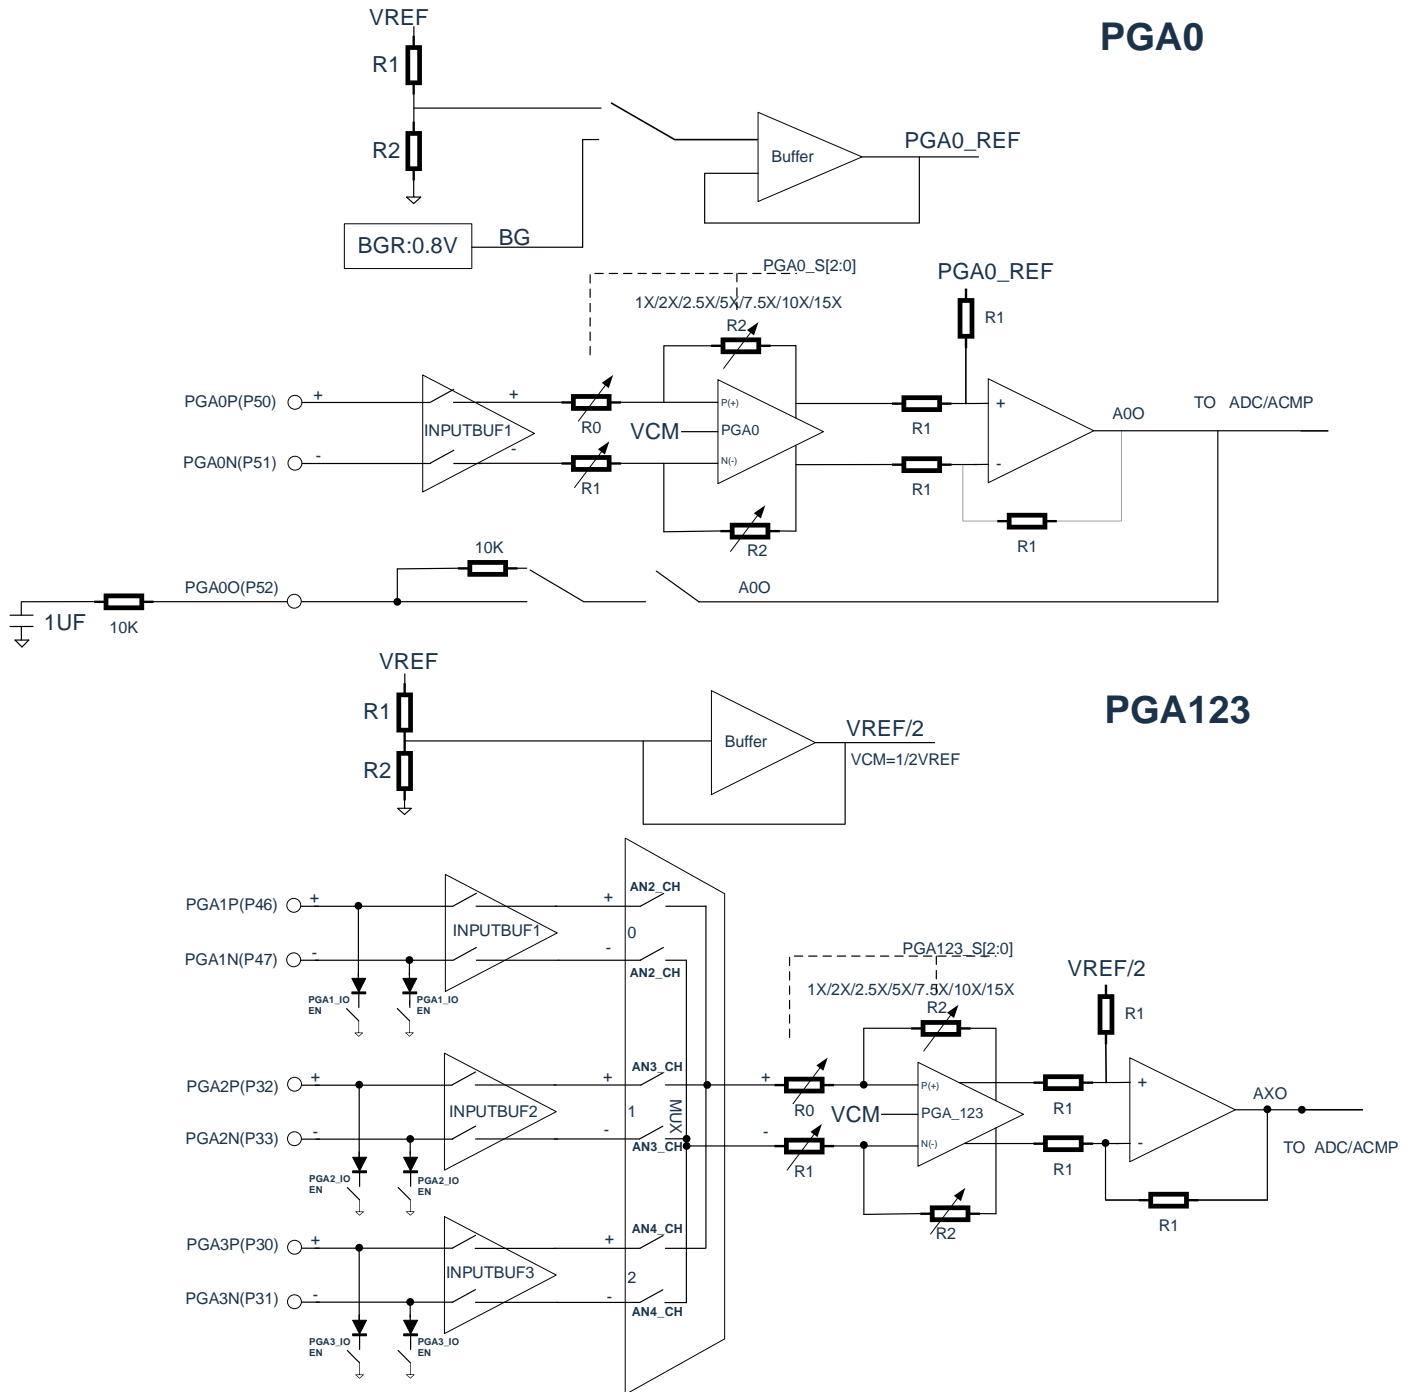 VREF
PGA0
R1
R2
Buffer
PGA0_REF
BGR:0.8V
BG
PGA0_S[2:0]
PGA0_REF
1X/2X/2.5X/5X/7.5X/10X/15X
R1
R2
PGA0P(P50)
+
+
P(+)
+
A0O
TO ADC/ACMP
INPUTBUF1
R0
VCM
PGA0
R1
PGA0N(P51)
-
-
N(-)
-
R1
R1
R1
R2
10K
PGA0O(P52)
A0O
1UF
10K
VREF
PGA123
R1
R2
Buffer
VREF/2
VCM=1/2VREF
PGA1P(P46)
+
+
AN2_CH
INPUTBUF1
0
PGA1N(P47)
-
-
AN2_CH
PGA1_IO
EN
PGA1_IO
EN
PGA123_S[2:0]
VREF/2
1X/2X/2.5X/5X/7.5X/10X/15X
R2
R1
PGA2P(P32)
+
+
AN3_CH
+
P(+)
+
AXO
INPUTBUF2
1
MUX
R0
VCM
PGA_123
R1
PGA2N(P33)
-
-
AN3_CH
-
N(-)
-
TO ADC/ACMP
R1
R1
PGA2_IO
EN
PGA2_IO
EN
R2
R1
PGA3P(P30)
+
+
AN4_CH
INPUTBUF3
2
PGA3N(P31)
-
-
AN4_CH
PGA3_IO
EN
PGA3_IO
EN